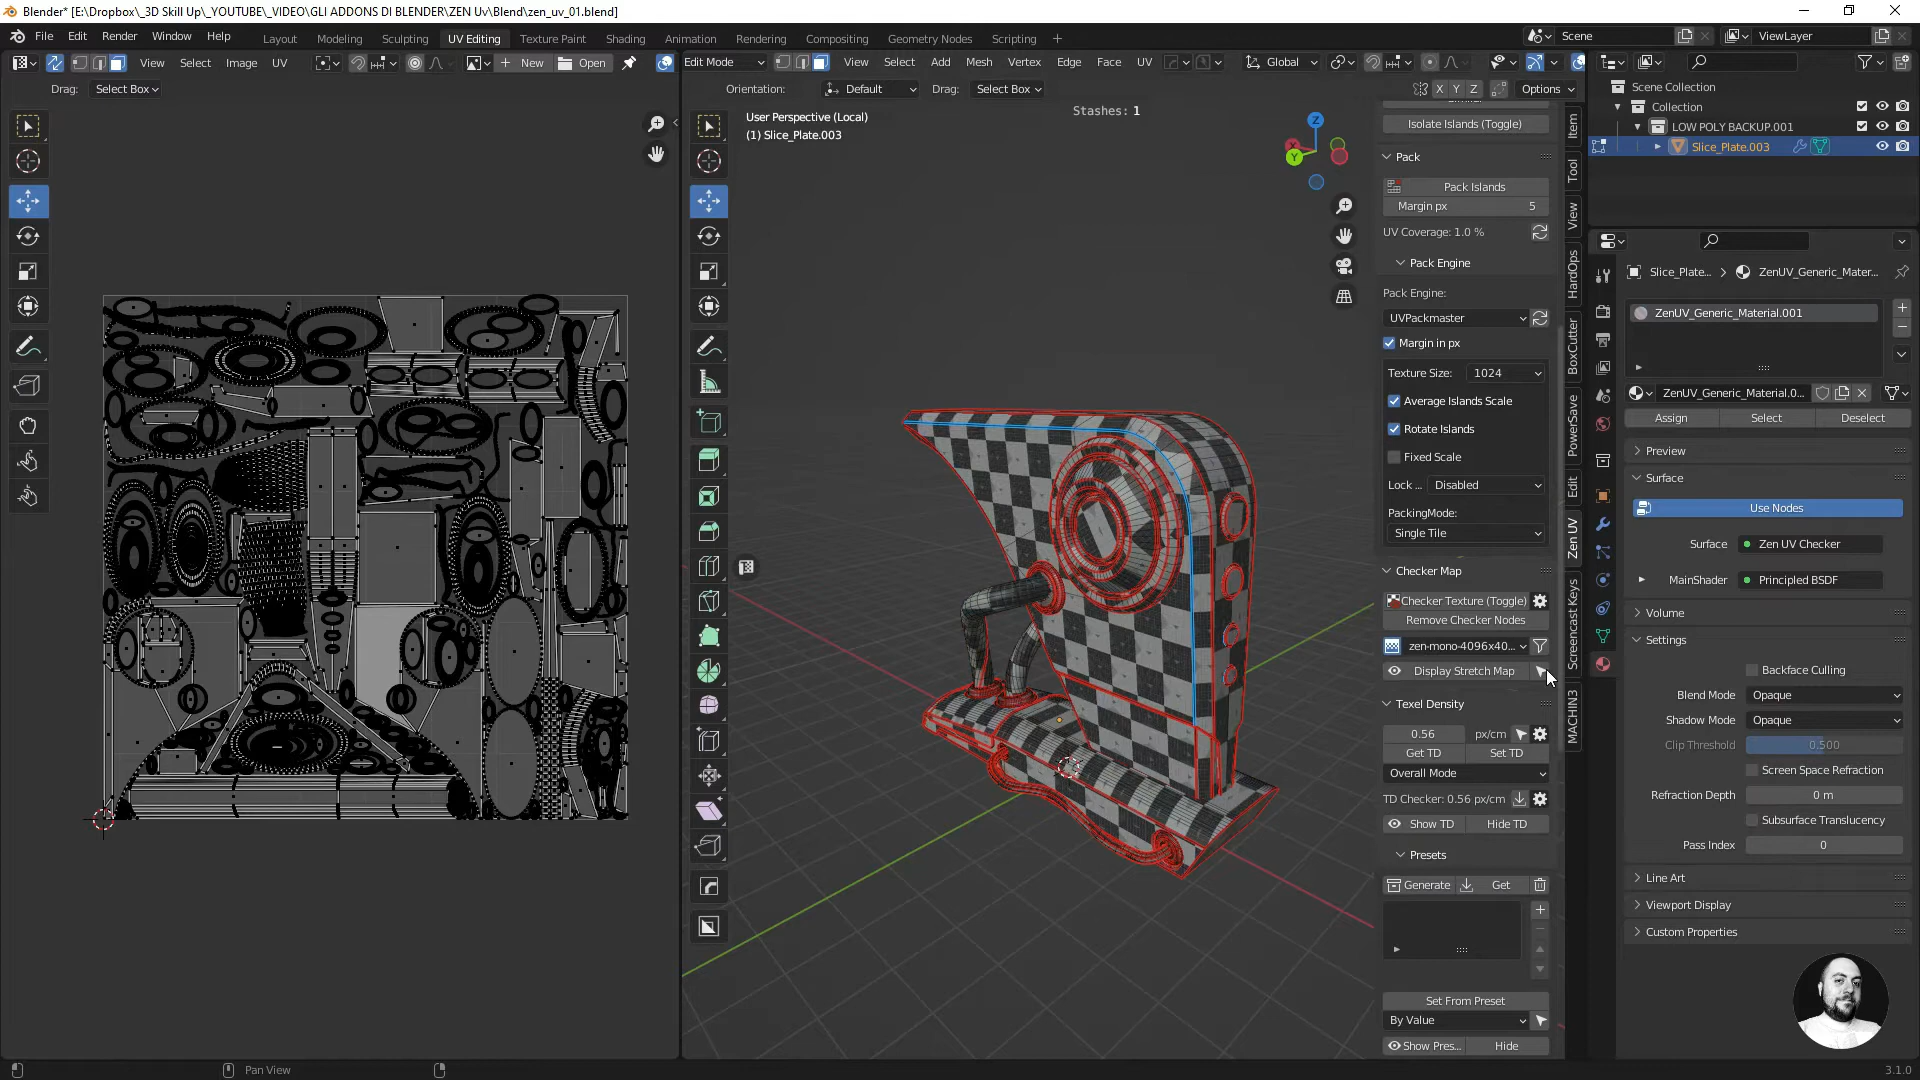 Blender* [E:\Dropbox\_3D Skill Up\_YOUTUBE\_VIDEO\GLI ADDONS DI BLENDER\ZEN Uv\Blend\zen_uv_01.blend]
File Edit Render Window Help Layout Modeling Sculpting UV Editing Texture Paint Shading Animation Rendering Compositing Geometry Nodes Scripting + Scene ViewLayer
View Select Image UV + New Open Edit Mode View Select Add Mesh Vertex Edge Face UV Global
Drag: Select Box Orientation: Default Drag: Select Box X Y Z Options
Scene Collection
Collection
LOW POLY BACKUP.001
Slice_Plate.003
User Perspective (Local)
(1) Slice_Plate.003
Stashes: 1
Z
X
Y
Isolate Islands (Toggle)
Pack
Pack Islands
Margin px 5
UV Coverage: 1.0 %
Pack Engine
Pack Engine:
UVPackmaster
Margin in px
Texture Size: 1024
Average Islands Scale
Rotate Islands
Fixed Scale
Lock ... Disabled
PackingMode:
Single Tile
Checker Map
Checker Texture (Toggle)
Remove Checker Nodes
zen-mono-4096x40...
Display Stretch Map
Texel Density
0.56 px/cm
Get TD Set TD
Overall Mode
TD Checker: 0.56 px/cm
Show TD Hide TD
Presets
Generate Get
Set From Preset
By Value
Show Pres... Hide
Item
Tool
View
HardOps
BoxCutter
PowerSave
Edit
Zen UV
Screencast Keys
MACHIN3
Slice_Plate... ZenUV_Generic_Mater...
ZenUV_Generic_Material.001
ZenUV_Generic_Material.0...
Assign Select Deselect
Preview
Surface
Use Nodes
Surface Zen UV Checker
MainShader Principled BSDF
Volume
Settings
Backface Culling
Blend Mode Opaque
Shadow Mode Opaque
Clip Threshold 0.500
Screen Space Refraction
Refraction Depth 0 m
Subsurface Translucency
Pass Index 0
Line Art
Viewport Display
Custom Properties
Pan View
3.1.0